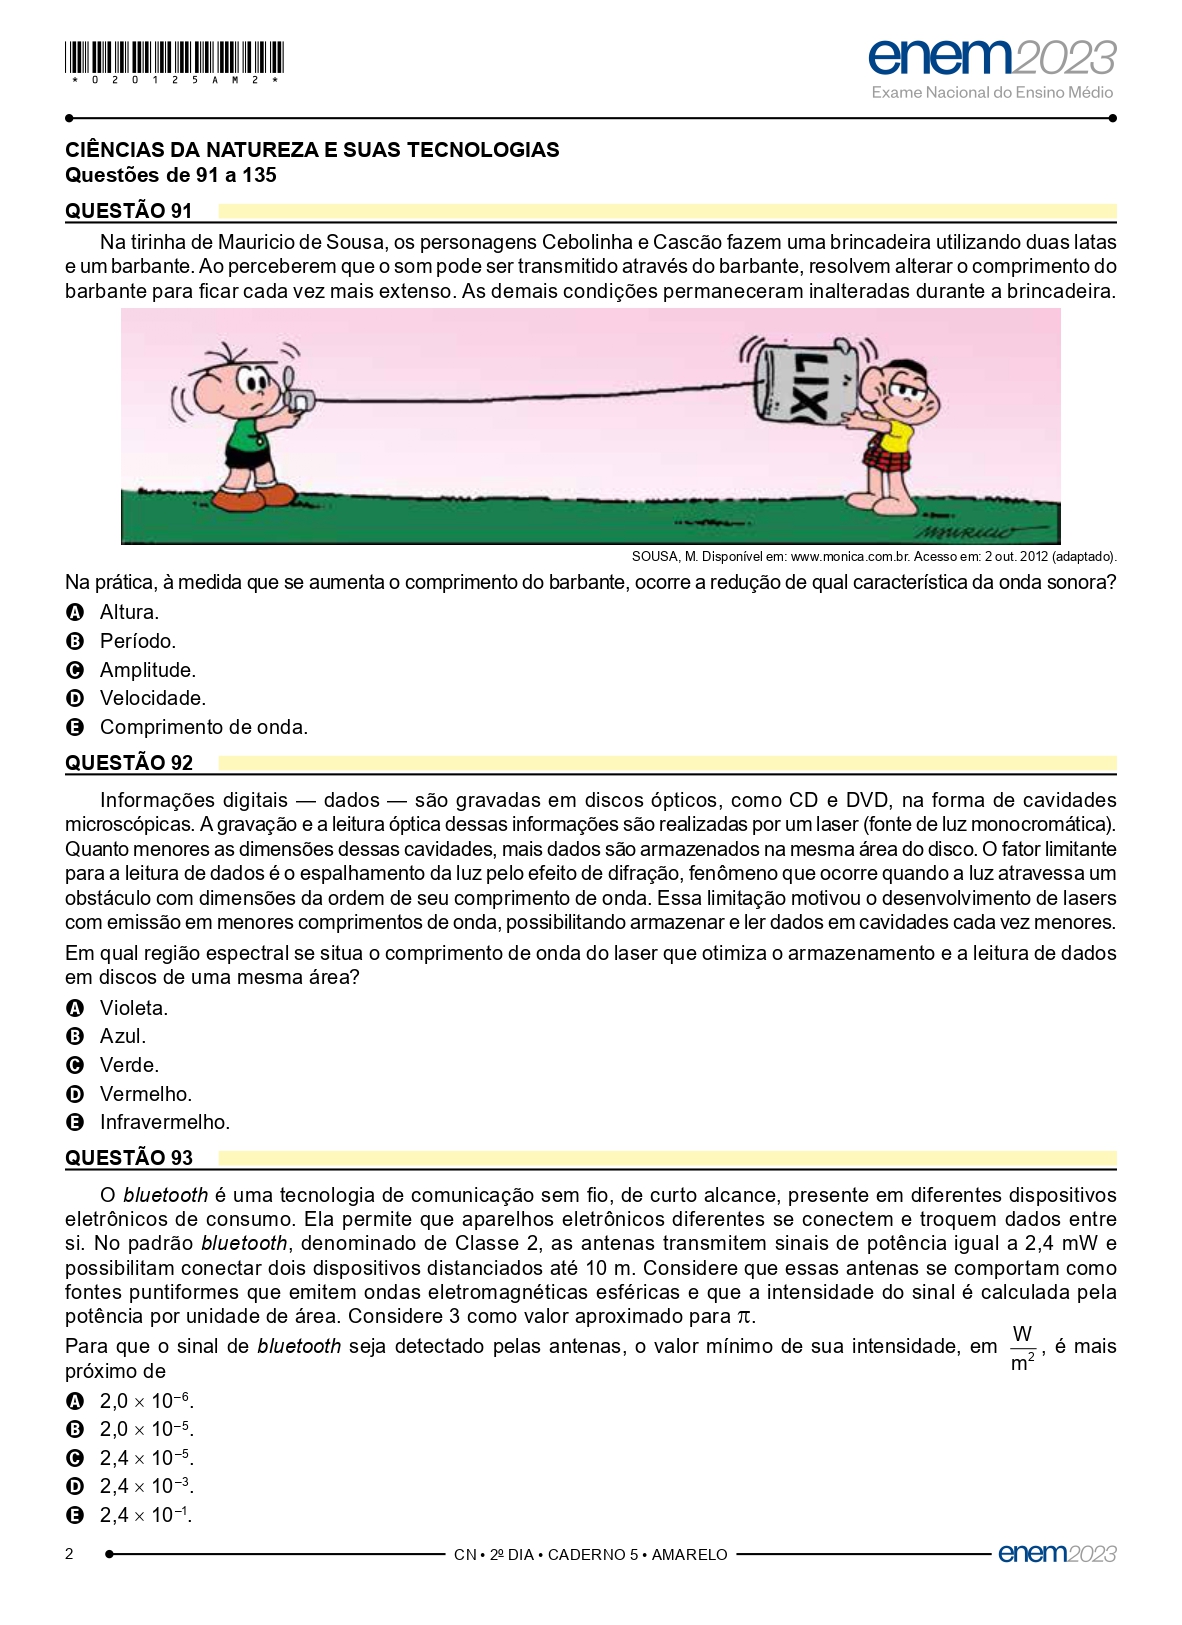 *020125AM2*
enem2023
Exame Nacional do Ensino Médio
CIÊNCIAS DA NATUREZA E SUAS TECNOLOGIAS
Questões de 91 a 135
QUESTÃO 91
Na tirinha de Mauricio de Sousa, os personagens Cebolinha e Cascão fazem uma brincadeira utilizando duas latas
e um barbante. Ao perceberem que o som pode ser transmitido através do barbante, resolvem alterar o comprimento do
barbante para ficar cada vez mais extenso. As demais condições permaneceram inalteradas durante a brincadeira.
LIXO
MAURICIO
SOUSA, M. Disponível em: www.monica.com.br. Acesso em: 2 out. 2012 (adaptado).
Na prática, à medida que se aumenta o comprimento do barbante, ocorre a redução de qual característica da onda sonora?
A Altura.
B Período.
C Amplitude.
D Velocidade.
E Comprimento de onda.
QUESTÃO 92
Informações digitais — dados — são gravadas em discos ópticos, como CD e DVD, na forma de cavidades
microscópicas. A gravação e a leitura óptica dessas informações são realizadas por um laser (fonte de luz monocromática).
Quanto menores as dimensões dessas cavidades, mais dados são armazenados na mesma área do disco. O fator limitante
para a leitura de dados é o espalhamento da luz pelo efeito de difração, fenômeno que ocorre quando a luz atravessa um
obstáculo com dimensões da ordem de seu comprimento de onda. Essa limitação motivou o desenvolvimento de lasers
com emissão em menores comprimentos de onda, possibilitando armazenar e ler dados em cavidades cada vez menores.
Em qual região espectral se situa o comprimento de onda do laser que otimiza o armazenamento e a leitura de dados
em discos de uma mesma área?
A Violeta.
B Azul.
C Verde.
D Vermelho.
E Infravermelho.
QUESTÃO 93
O bluetooth é uma tecnologia de comunicação sem fio, de curto alcance, presente em diferentes dispositivos
eletrônicos de consumo. Ela permite que aparelhos eletrônicos diferentes se conectem e troquem dados entre
si. No padrão bluetooth, denominado de Classe 2, as antenas transmitem sinais de potência igual a 2,4 mW e
possibilitam conectar dois dispositivos distanciados até 10 m. Considere que essas antenas se comportam como
fontes puntiformes que emitem ondas eletromagnéticas esféricas e que a intensidade do sinal é calculada pela
potência por unidade de área. Considere 3 como valor aproximado para π.
Para que o sinal de bluetooth seja detectado pelas antenas, o valor mínimo de sua intensidade, em W/m², é mais
próximo de
A 2,0 × 10⁻⁶.
B 2,0 × 10⁻⁵.
C 2,4 × 10⁻⁵.
D 2,4 × 10⁻³.
E 2,4 × 10⁻¹.
2 CN • 2º DIA • CADERNO 5 • AMARELO enem2023